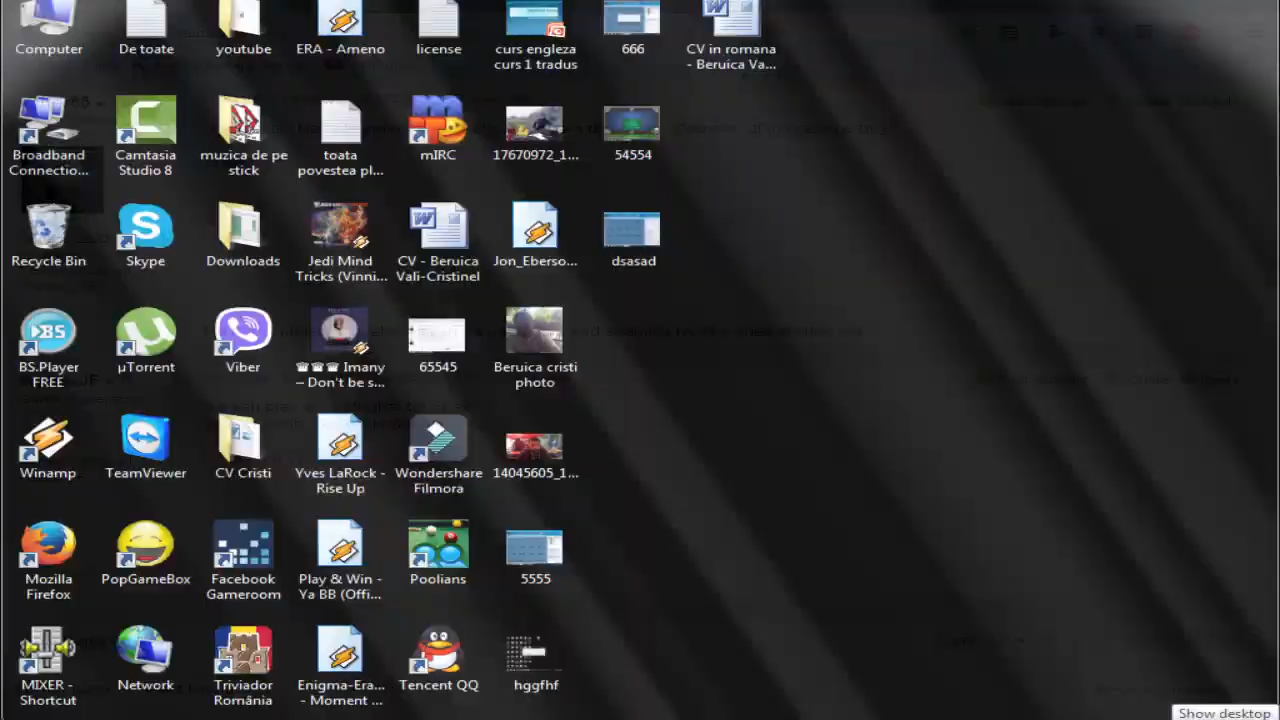 Computer
De toate
youtube
ERA - Ameno
license
curs engleza
curs 1 tradus
666
CV in romana
- Beruica Va...
Broadband
Connectio...
Camtasia
Studio 8
muzica de pe
stick
toata
povestea pl...
mIRC
17670972_1...
54554
Recycle Bin
Skype
Downloads
Jedi Mind
Tricks (Vinni...
CV - Beruica
Vali-Cristinel
Jon_Eberso...
dsasad
BS.Player
FREE
µTorrent
Viber
♛♛♛ Imany
– Don't be s...
65545
Beruica cristi
photo
Winamp
TeamViewer
CV Cristi
Yves LaRock -
Rise Up
Wondershare
Filmora
14045605_1...
Mozilla
Firefox
PopGameBox
Facebook
Gameroom
Play & Win -
Ya BB (Offi...
Poolians
5555
MIXER -
Shortcut
Network
Triviador
România
Enigma-Era...
- Moment ...
Tencent QQ
hggfhf
Show desktop